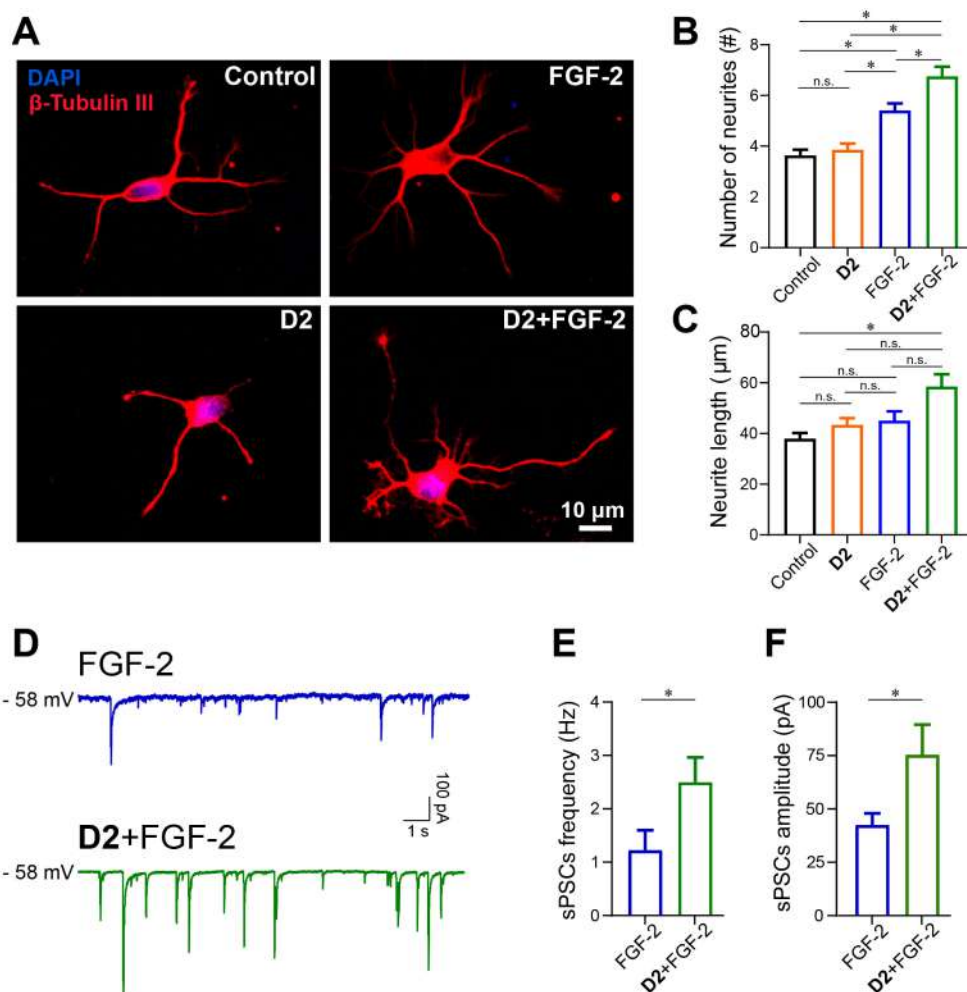 A
DAPI
β-Tubulin III
Control
FGF-2
D2
D2+FGF-2
10 µm
B
Number of neurites (#)
8
6
4
2
0
*
*
*
*
*
n.s.
Control
D2
FGF-2
D2+FGF-2
C
Neurite length (µm)
80
60
40
20
0
*
n.s.
n.s.
n.s.
n.s.
n.s.
Control
D2
FGF-2
D2+FGF-2
D
FGF-2
- 58 mV
100 pA
1 s
D2+FGF-2
- 58 mV
E
sPSCs frequency (Hz)
4
3
2
1
0
*
FGF-2
D2+FGF-2
F
sPSCs amplitude (pA)
100
75
50
25
0
*
FGF-2
D2+FGF-2